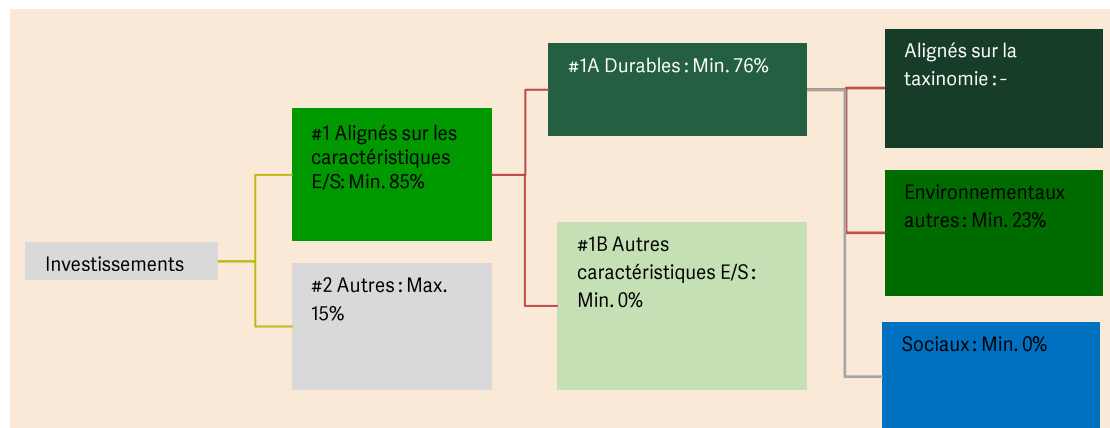 Investissements
#1 Alignés sur les
caractéristiques
E/S: Min. 85%
#2 Autres : Max.
15%
#1A Durables : Min. 76%
#1B Autres
caractéristiques E/S :
Min. 0%
Alignés sur la
taxinomie : -
Environnementaux
autres : Min. 23%
Sociaux : Min. 0%